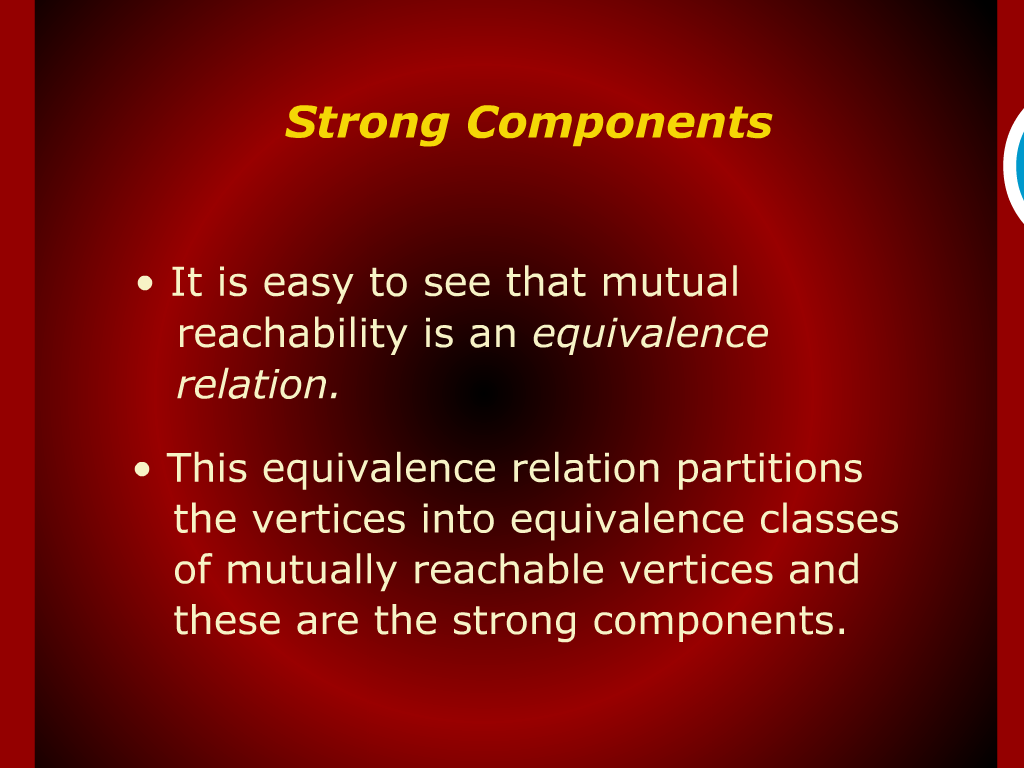 Strong Components
• It is easy to see that mutual
reachability is an equivalence
relation.
• This equivalence relation partitions
the vertices into equivalence classes
of mutually reachable vertices and
these are the strong components.